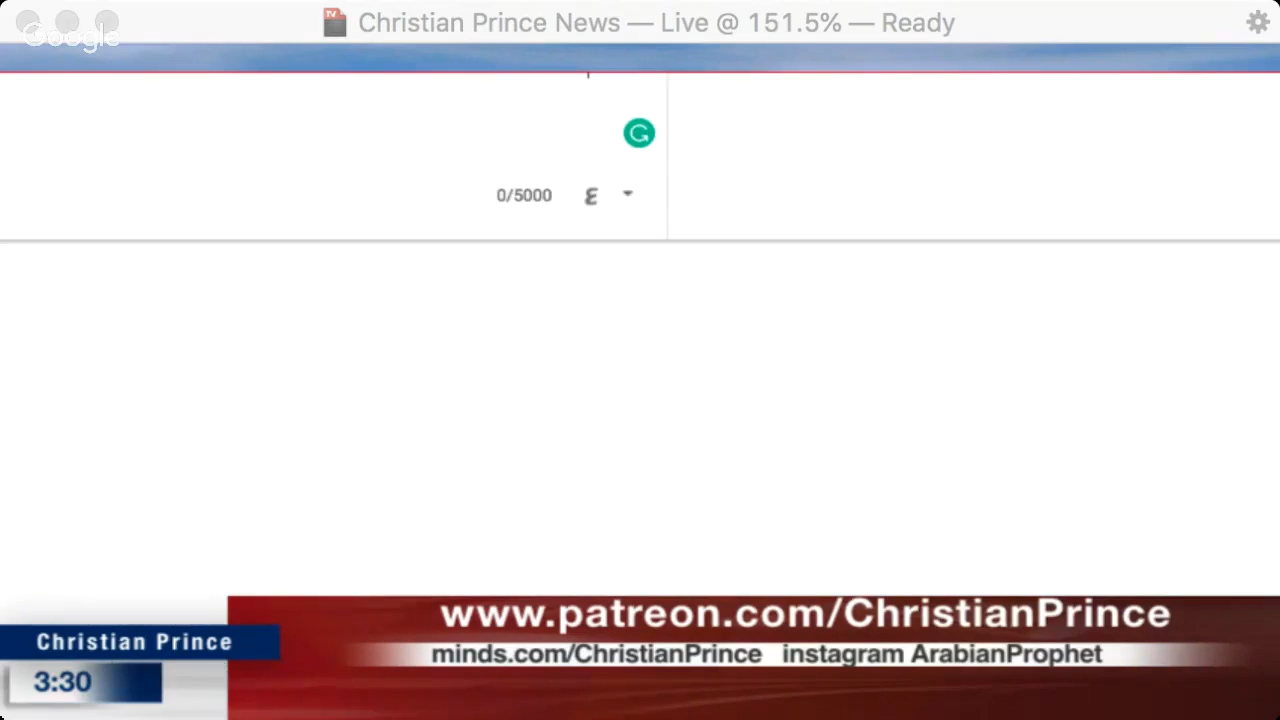 Google
TV Christian Prince News — Live @ 151.5% — Ready
0/5000 ع
www.patreon.com/ChristianPrince
Christian Prince
minds.com/ChristianPrince instagram ArabianProphet
3:30